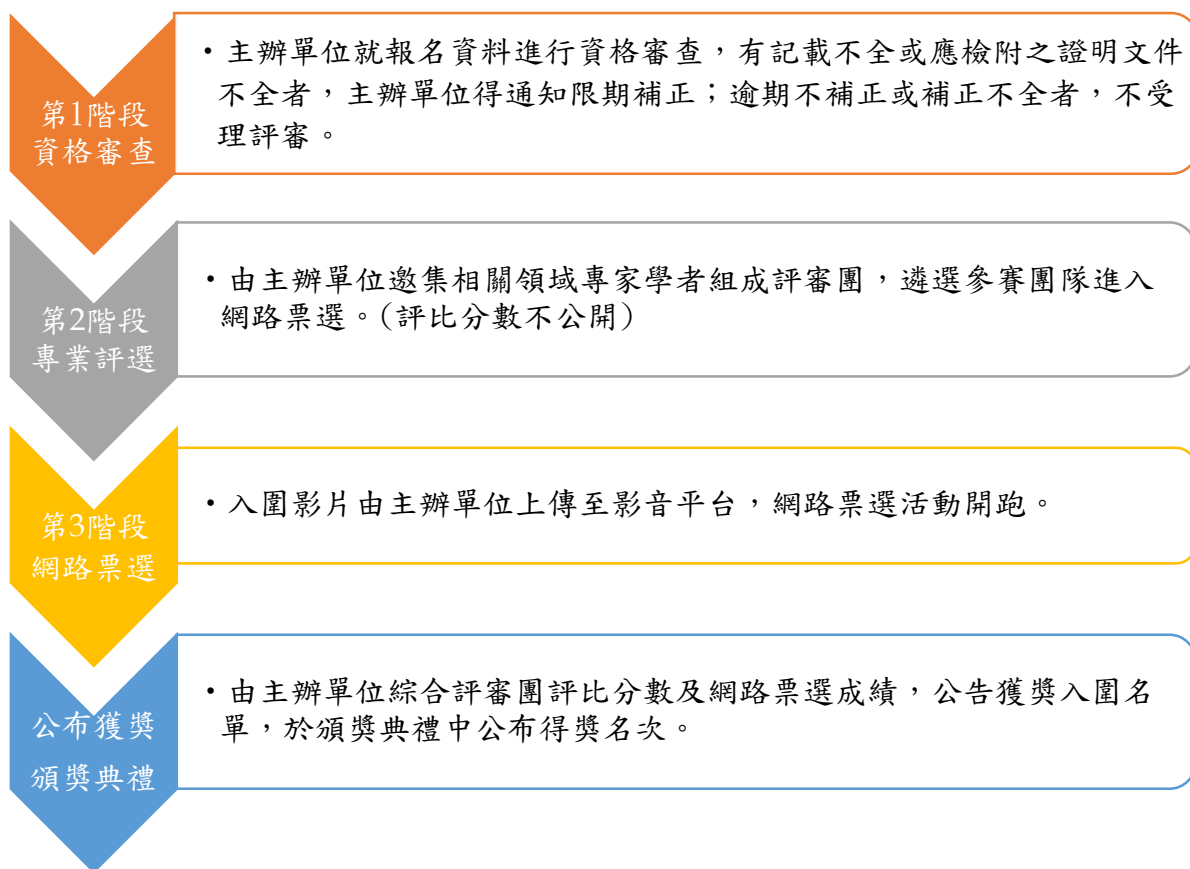 第1階段
資格審查
•主辦單位就報名資料進行資格審查，有記載不全或應檢附之證明文件
不全者，主辦單位得通知限期補正；逾期不補正或補正不全者，不受
理評審。
第2階段
專業評選
•由主辦單位邀集相關領域專家學者組成評審團，遴選參賽團隊進入
網路票選。(評比分數不公開)
第3階段
網路票選
•入圍影片由主辦單位上傳至影音平台，網路票選活動開跑。
公布獲獎
頒獎典禮
•由主辦單位綜合評審團評比分數及網路票選成績，公告獲獎入圍名
單，於頒獎典禮中公布得獎名次。